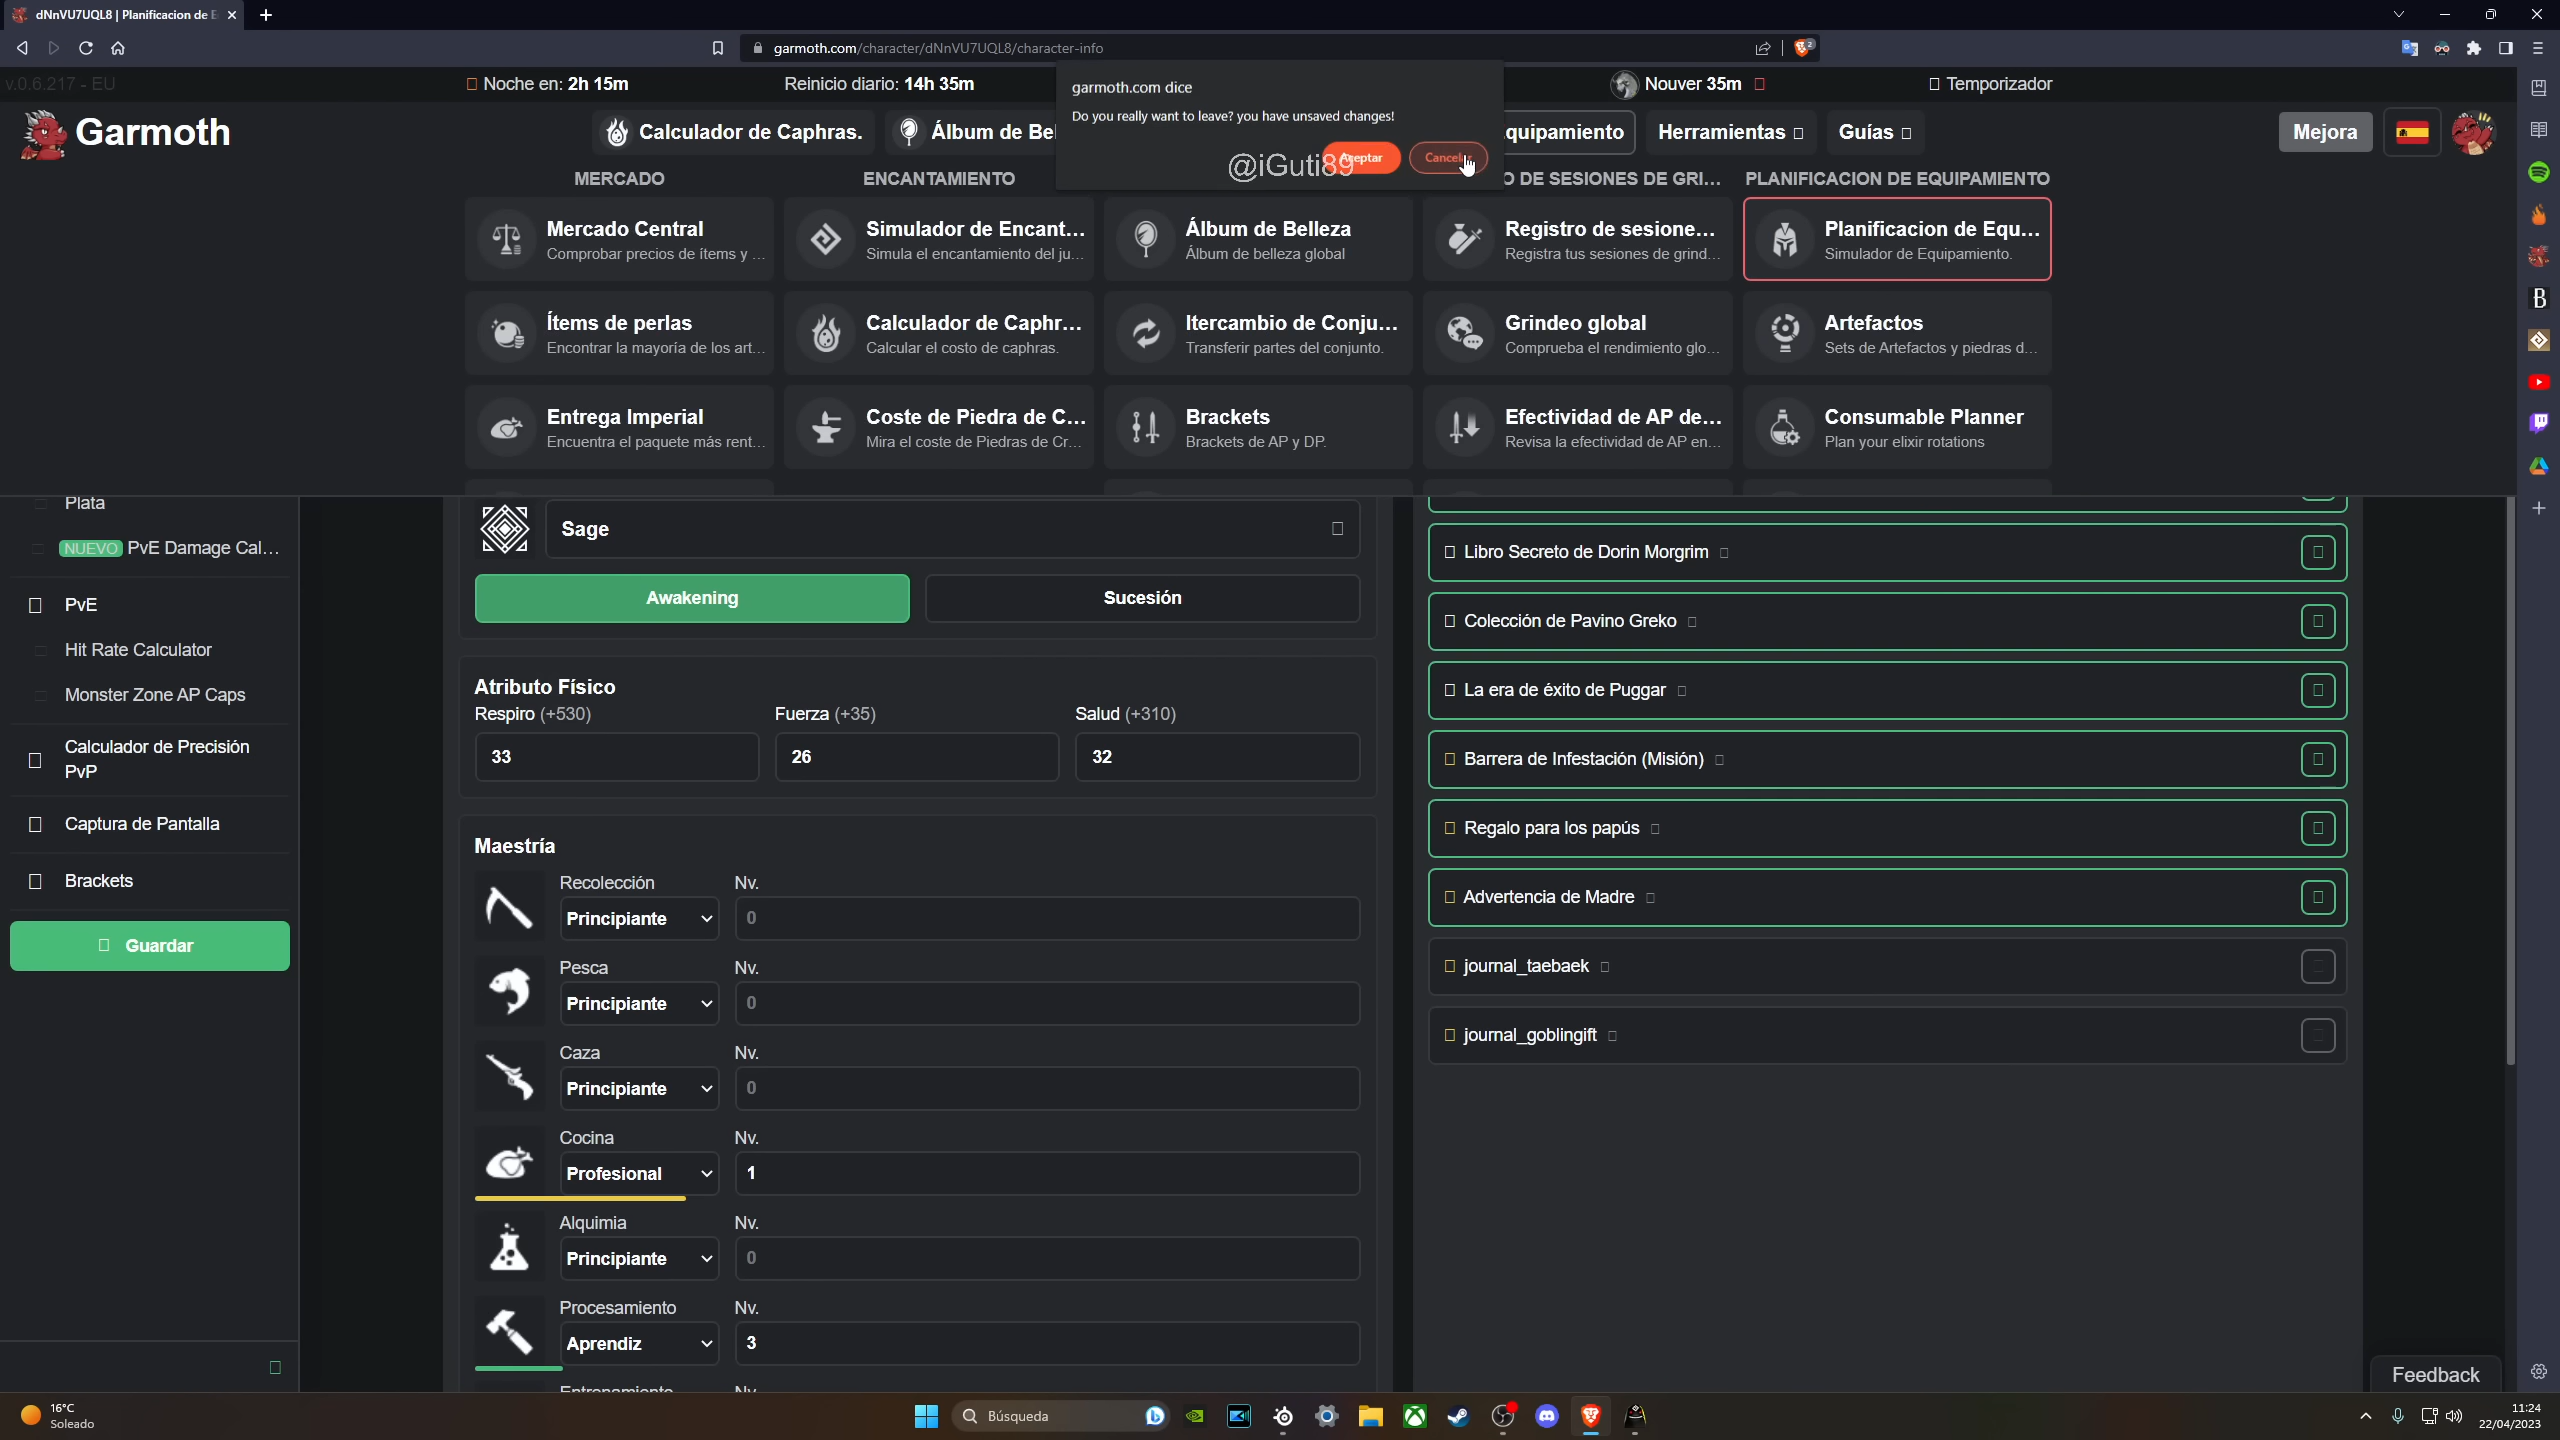 dNnVU7UQL8 | Planificacion de E
garmoth.com/character/dNnVU7UQL8/character-info
2
v.0.6.217 - EU
Noche en: 2h 15m
Reinicio diario: 14h 35m
Nouver 35m
Temporizador
garmoth.com dice
Do you really want to leave? you have unsaved changes!
Aceptar
Cancelar
@iGuti89
Garmoth
Calculador de Caphras.
Álbum de Bel
quipamiento
Herramientas
Guías
Mejora
MERCADO
ENCANTAMIENTO
O DE SESIONES DE GRI...
PLANIFICACION DE EQUIPAMIENTO
Mercado Central
Comprobar precios de ítems y ...
Simulador de Encant...
Simula el encantamiento del ju...
Álbum de Belleza
Álbum de belleza global
Registro de sesione...
Registra tus sesiones de grind...
Planificacion de Equ...
Simulador de Equipamiento.
Ítems de perlas
Encontrar la mayoría de los art...
Calculador de Caphr...
Calcular el costo de caphras.
Itercambio de Conju...
Transferir partes del conjunto.
Grindeo global
Comprueba el rendimiento glo...
Artefactos
Sets de Artefactos y piedras d...
Entrega Imperial
Encuentra el paquete más rent...
Coste de Piedra de C...
Mira el coste de Piedras de Cr...
Brackets
Brackets de AP y DP.
Efectividad de AP de...
Revisa la efectividad de AP en...
Consumable Planner
Plan your elixir rotations
Plata
NUEVO PvE Damage Cal...
PvE
Hit Rate Calculator
Monster Zone AP Caps
Calculador de Precisión
PvP
Captura de Pantalla
Brackets
Guardar
Sage
Awakening
Sucesión
Atributo Físico
Respiro (+530)
Fuerza (+35)
Salud (+310)
33
26
32
Maestría
Recolección
Nv.
Principiante
0
Pesca
Nv.
Principiante
0
Caza
Nv.
Principiante
0
Cocina
Nv.
Profesional
1
Alquimia
Nv.
Principiante
0
Procesamiento
Nv.
Aprendiz
3
Entrenamiento
Nv.
Libro Secreto de Dorin Morgrim
Colección de Pavino Greko
La era de éxito de Puggar
Barrera de Infestación (Misión)
Regalo para los papús
Advertencia de Madre
journal_taebaek
journal_goblingift
Feedback
16°C
Soleado
Búsqueda
11:24
22/04/2023